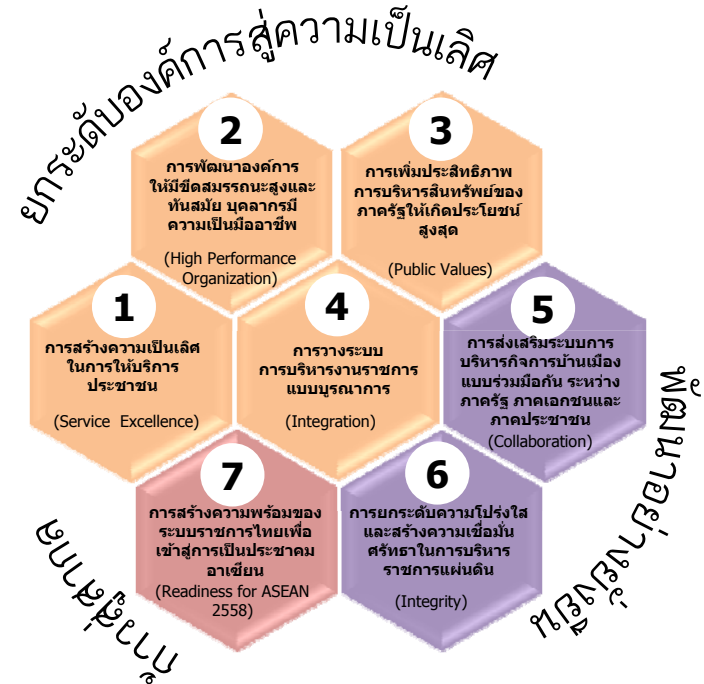 ยกระดับองค์การสู่ความเป็นเลิศ
2
การพัฒนาองค์การ
ให้มีขีดสมรรถนะสูงและ
ทันสมัย บุคลากรมี
ความเป็นมืออาชีพ
(High Performance
Organization)
3
การเพิ่มประสิทธิภาพ
การบริหารสินทรัพย์ของ
ภาครัฐให้เกิดประโยชน์
สูงสุด
(Public Values)
1
การสร้างความเป็นเลิศ
ในการให้บริการ
ประชาชน
(Service Excellence)
4
การวางระบบ
การบริหารงานราชการ
แบบบูรณาการ
(Integration)
5
การส่งเสริมระบบการ
บริหารกิจการบ้านเมือง
แบบร่วมมือกัน ระหว่าง
ภาครัฐ ภาคเอกชนและ
ภาคประชาชน
(Collaboration)
7
การสร้างความพร้อมของ
ระบบราชการไทยเพื่อ
เข้าสู่การเป็นประชาคม
อาเซียน
(Readiness for ASEAN
2558)
6
การยกระดับความโปร่งใส
และสร้างความเชื่อมั่น
ศรัทธาในการบริหาร
ราชการแผ่นดิน
(Integrity)
พัฒนาอย่างยั่งยืน
ก้าวสู่สากล